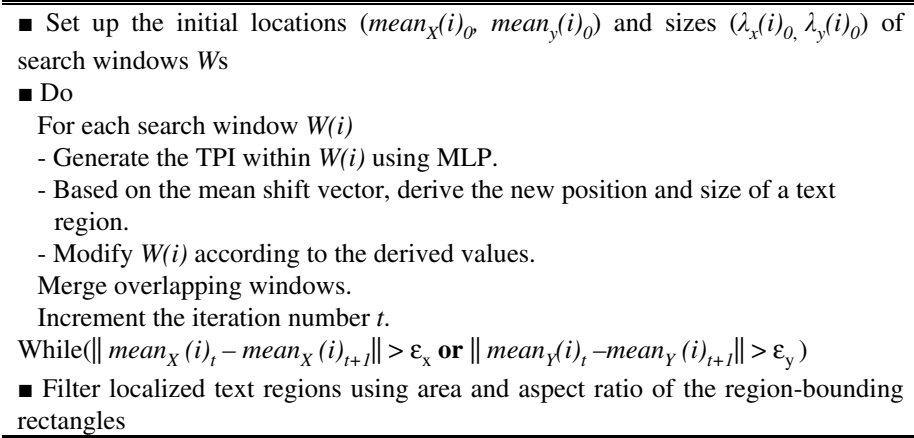 ■ Set up the initial locations (mean_X(i)_0, mean_y(i)_0) and sizes (λ_x(i)_0, λ_y(i)_0) of
search windows Ws
■ Do
For each search window W(i)
- Generate the TPI within W(i) using MLP.
- Based on the mean shift vector, derive the new position and size of a text
region.
- Modify W(i) according to the derived values.
Merge overlapping windows.
Increment the iteration number t.
While(|| mean_X (i)_t – mean_X (i)_{t+1}|| > ε_x or || mean_Y(i)_t –mean_Y (i)_{t+1}|| > ε_y )
■ Filter localized text regions using area and aspect ratio of the region-bounding
rectangles